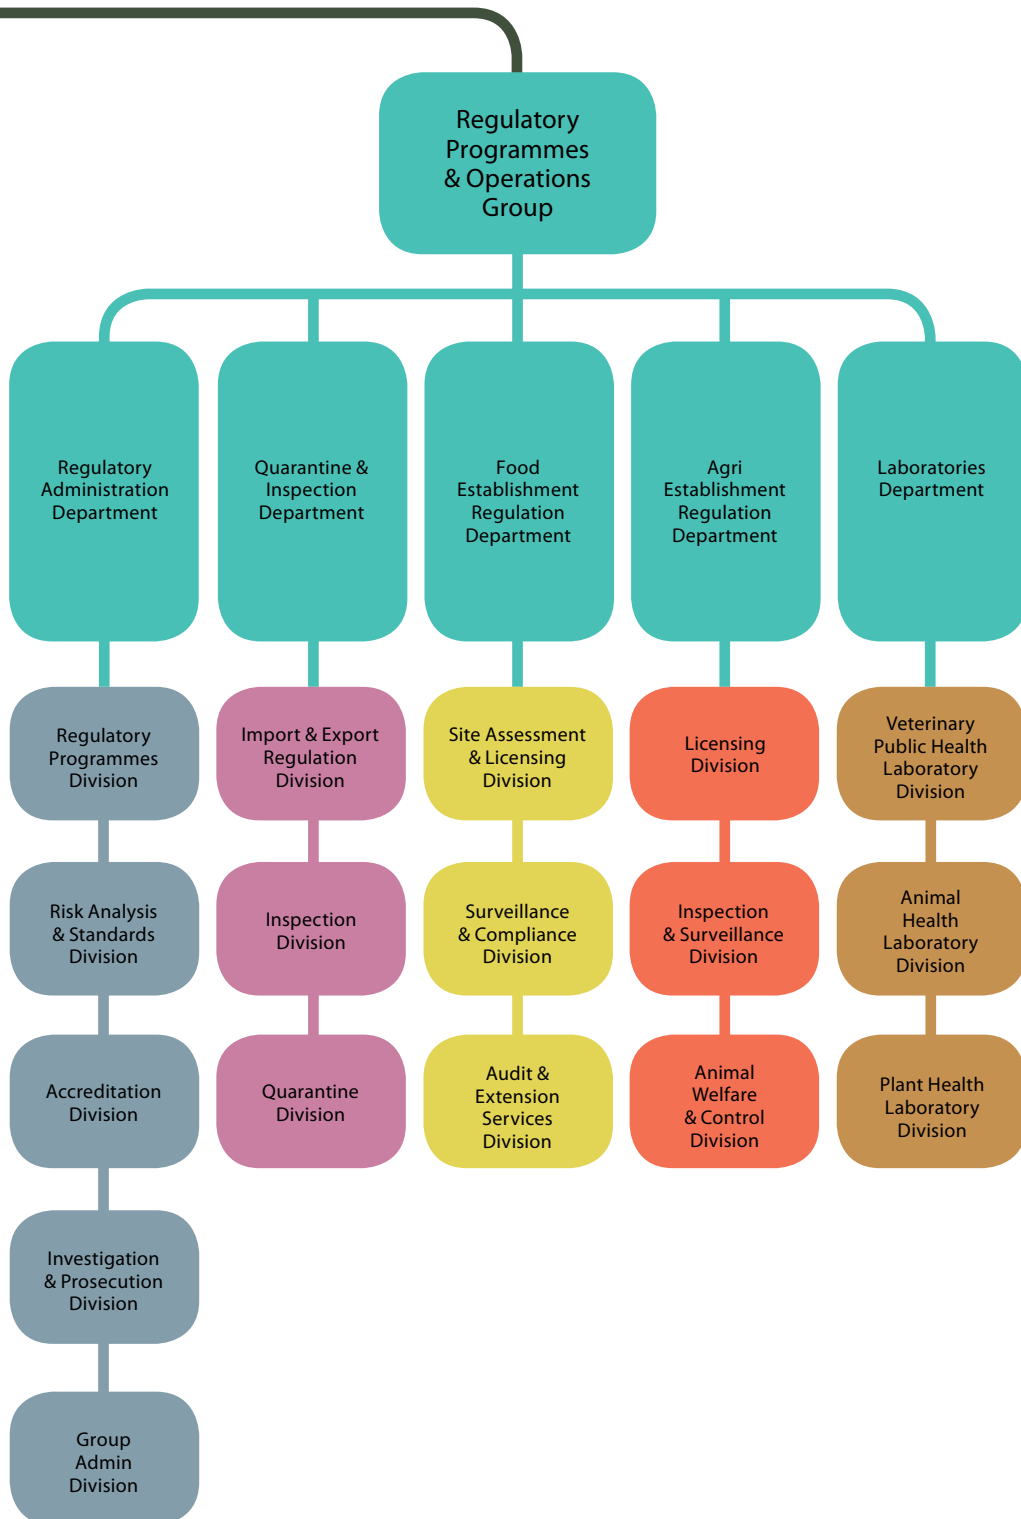 Regulatory
Programmes
& Operations
Group
Regulatory
Administration
Department
Quarantine &
Inspection
Department
Food
Establishment
Regulation
Department
Agri
Establishment
Regulation
Department
Laboratories
Department
Regulatory
Programmes
Division
Import & Export
Regulation
Division
Site Assessment
& Licensing
Division
Licensing
Division
Veterinary
Public Health
Laboratory
Division
Risk Analysis
& Standards
Division
Inspection
Division
Surveillance
& Compliance
Division
Inspection
& Surveillance
Division
Animal
Health
Laboratory
Division
Accreditation
Division
Quarantine
Division
Audit &
Extension
Services
Division
Animal
Welfare
& Control
Division
Plant Health
Laboratory
Division
Investigation
& Prosecution
Division
Group
Admin
Division